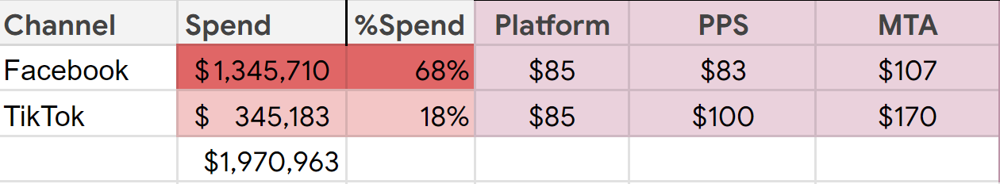 Channel Spend %Spend Platform PPS MTA
Facebook $1,345,710 68% $85 $83 $107
TikTok $ 345,183 18% $85 $100 $170
$1,970,963